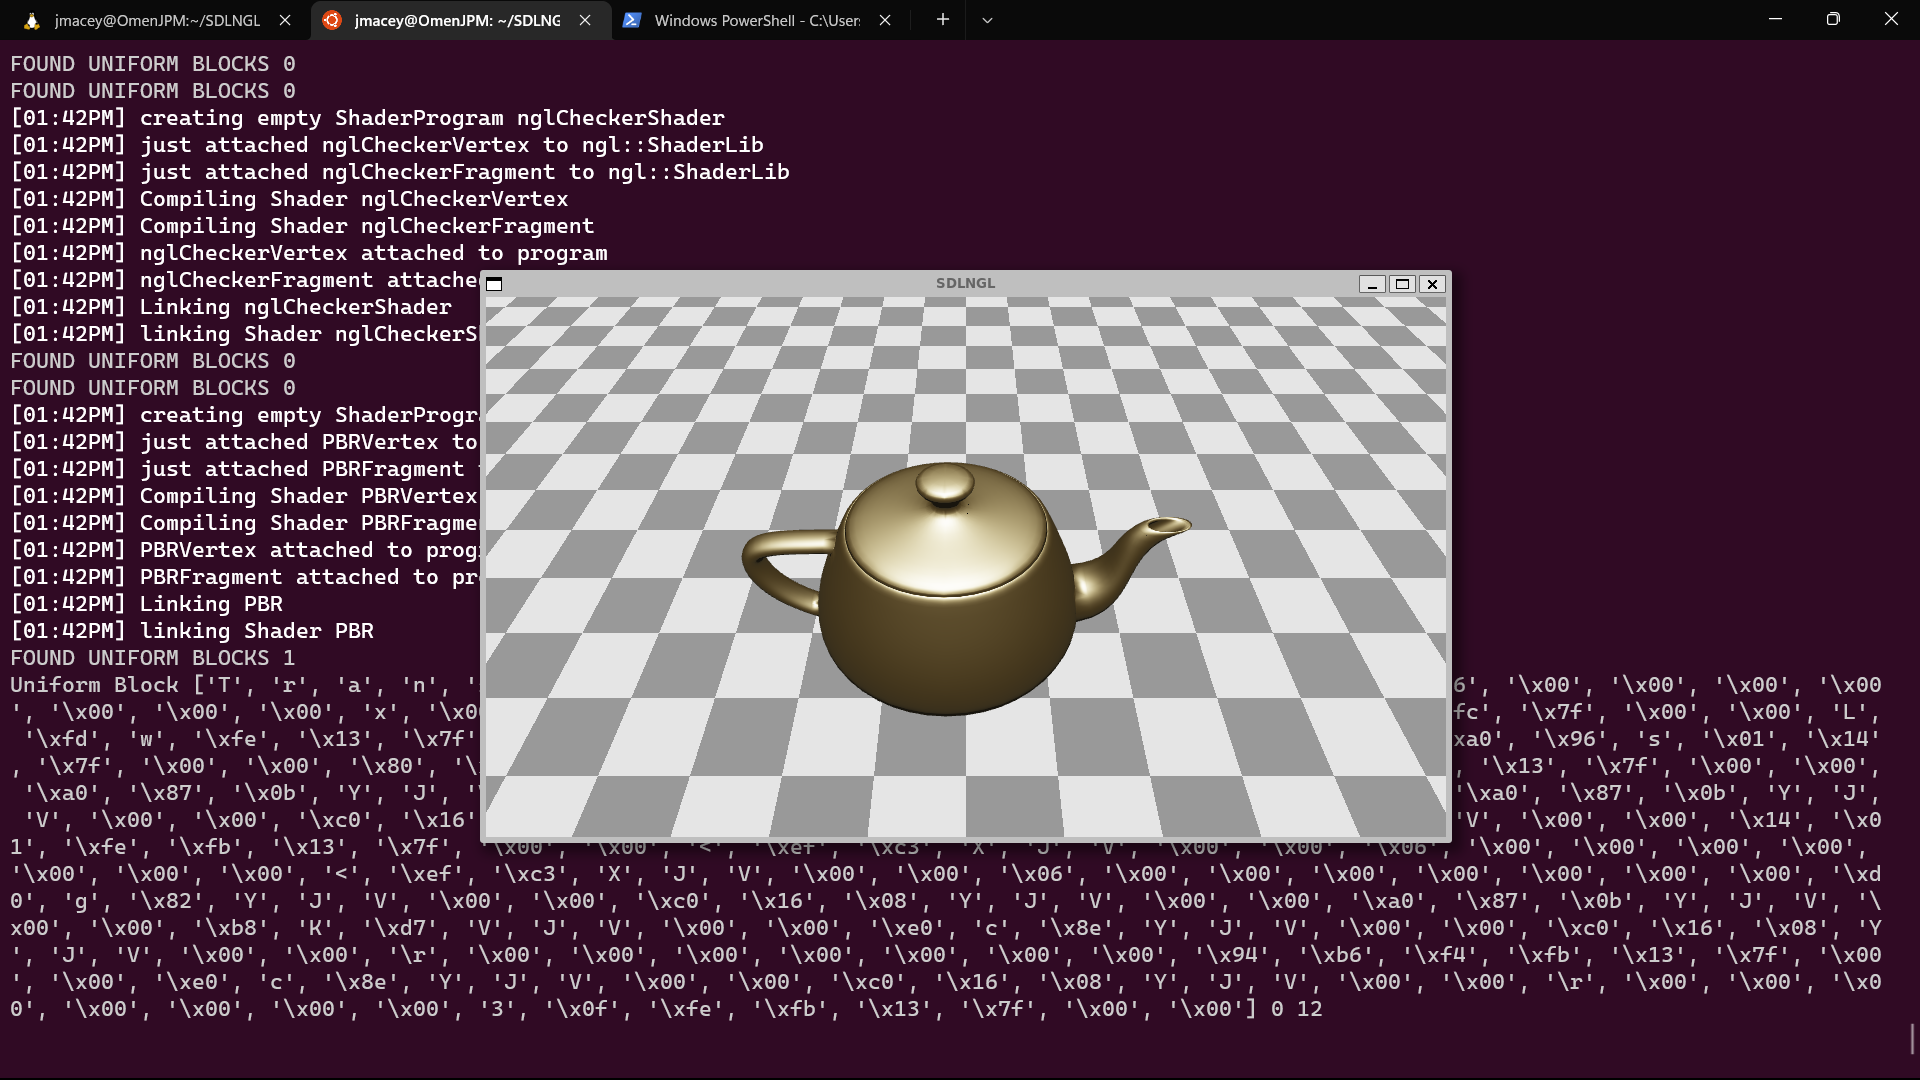 jmacey@OmenJPM:~/SDLNGL
jmacey@OmenJPM: ~/SDLNG
Windows PowerShell - C:\User
FOUND UNIFORM BLOCKS 0
FOUND UNIFORM BLOCKS 0
[01:42PM] creating empty ShaderProgram nglCheckerShader
[01:42PM] just attached nglCheckerVertex to ngl::ShaderLib
[01:42PM] just attached nglCheckerFragment to ngl::ShaderLib
[01:42PM] Compiling Shader nglCheckerVertex
[01:42PM] Compiling Shader nglCheckerFragment
[01:42PM] nglCheckerVertex attached to program
[01:42PM] nglCheckerFragment attache
SDLNGL
[01:42PM] Linking nglCheckerShader
[01:42PM] linking Shader nglCheckerS
FOUND UNIFORM BLOCKS 0
FOUND UNIFORM BLOCKS 0
[01:42PM] creating empty ShaderProgr
[01:42PM] just attached PBRVertex to
[01:42PM] just attached PBRFragment
[01:42PM] Compiling Shader PBRVertex
[01:42PM] Compiling Shader PBRFragme
[01:42PM] PBRVertex attached to prog
[01:42PM] PBRFragment attached to pr
[01:42PM] Linking PBR
[01:42PM] linking Shader PBR
FOUND UNIFORM BLOCKS 1
Uniform Block ['T', 'r', 'a', 'n', ' 6', '\x00', '\x00', '\x00', '\x00
', '\x00', '\x00', '\x00', 'x', '\x0 fc', '\x7f', '\x00', '\x00', 'L',
'\xfd', 'w', '\xfe', '\x13', '\x7f' xa0', '\x96', 's', '\x01', '\x14'
, '\x7f', '\x00', '\x00', '\x80', '\ , '\x13', '\x7f', '\x00', '\x00',
'\xa0', '\x87', '\x0b', 'Y', 'J', ' '\xa0', '\x87', '\x0b', 'Y', 'J',
'V', '\x00', '\x00', '\xc0', '\x16' 'V', '\x00', '\x00', '\x14', '\x0
1', '\xfe', '\xfb', '\x13', '\x7f', '\x00', '\x00', '<', '\xef', '\xc3', 'X', 'J', 'V', '\x00', '\x00', '\x06', '\x00', '\x00', '\x00', '\x00',
'\x00', '\x00', '\x00', '<', '\xef', '\xc3', 'X', 'J', 'V', '\x00', '\x00', '\x06', '\x00', '\x00', '\x00', '\x00', '\x00', '\x00', '\x00', '\xd
0', 'g', '\x82', 'Y', 'J', 'V', '\x00', '\x00', '\xc0', '\x16', '\x08', 'Y', 'J', 'V', '\x00', '\x00', '\xa0', '\x87', '\x0b', 'Y', 'J', 'V', '\
x00', '\x00', '\xb8', 'K', '\xd7', 'V', 'J', 'V', '\x00', '\x00', '\xe0', 'c', '\x8e', 'Y', 'J', 'V', '\x00', '\x00', '\xc0', '\x16', '\x08', 'Y
', 'J', 'V', '\x00', '\x00', '\r', '\x00', '\x00', '\x00', '\x00', '\x00', '\x00', '\x00', '\x94', '\xb6', '\xf4', '\xfb', '\x13', '\x7f', '\x00
', '\x00', '\xe0', 'c', '\x8e', 'Y', 'J', 'V', '\x00', '\x00', '\xc0', '\x16', '\x08', 'Y', 'J', 'V', '\x00', '\x00', '\r', '\x00', '\x00', '\x0
0', '\x00', '\x00', '\x00', '\x00', '3', '\x0f', '\xfe', '\xfb', '\x13', '\x7f', '\x00', '\x00'] 0 12